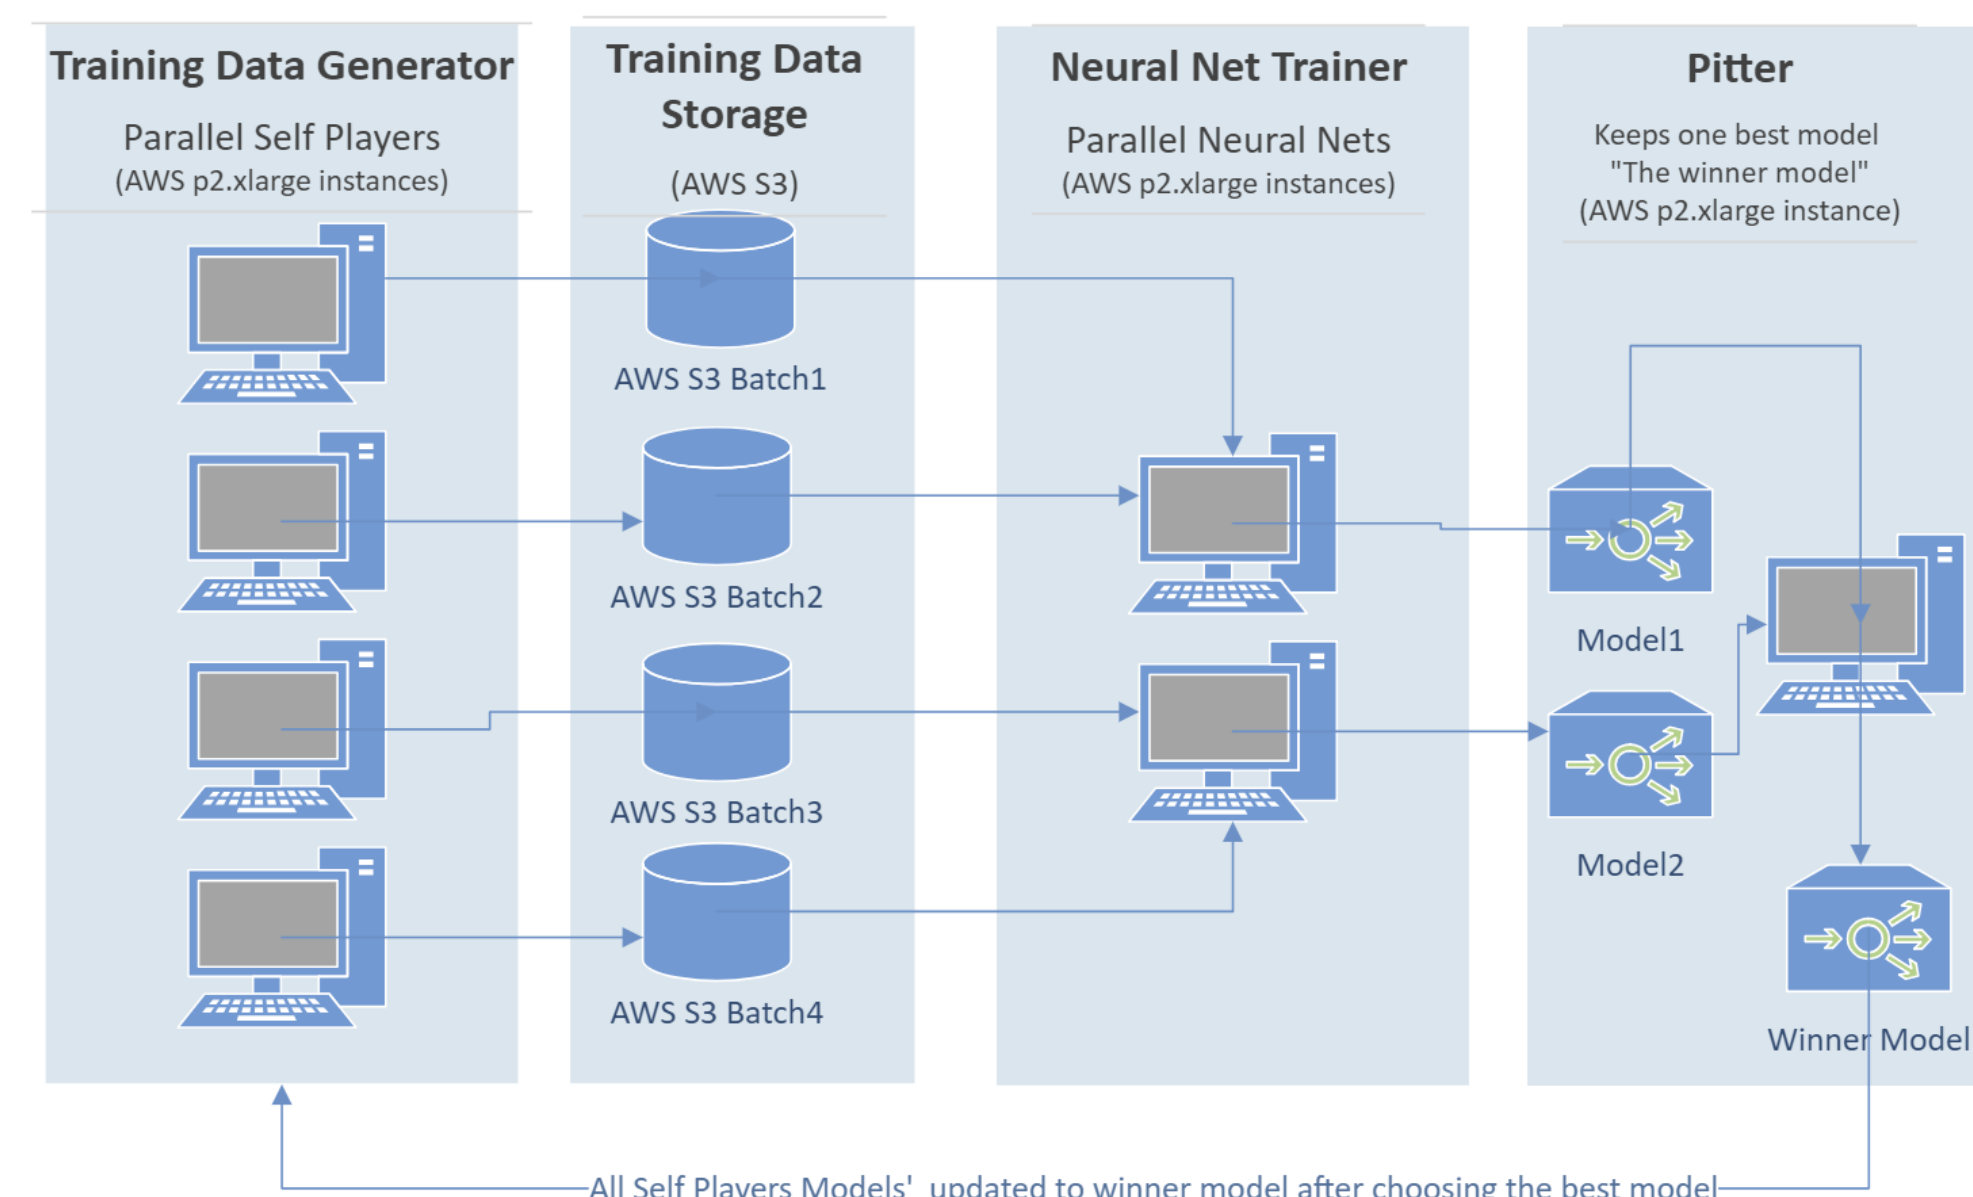 Training Data Generator
Parallel Self Players
(AWS p2.xlarge instances)
Training Data
Storage
(AWS S3)
Neural Net Trainer
Parallel Neural Nets
(AWS p2.xlarge instances)
Pitter
Keeps one best model
"The winner model"
(AWS p2.xlarge instance)
AWS S3 Batch1
AWS S3 Batch2
AWS S3 Batch3
AWS S3 Batch4
Model1
Model2
Winner Model
All Self Players Models'  updated to winner model after choosing the best model